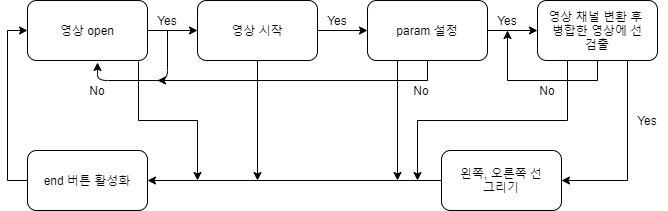 영상 open
Yes
영상 시작
Yes
param 설정
Yes
영상 채널 변환 후
병합한 영상에 선
검출
No
No
No
Yes
end 버튼 활성화
왼쪽, 오른쪽 선
그리기